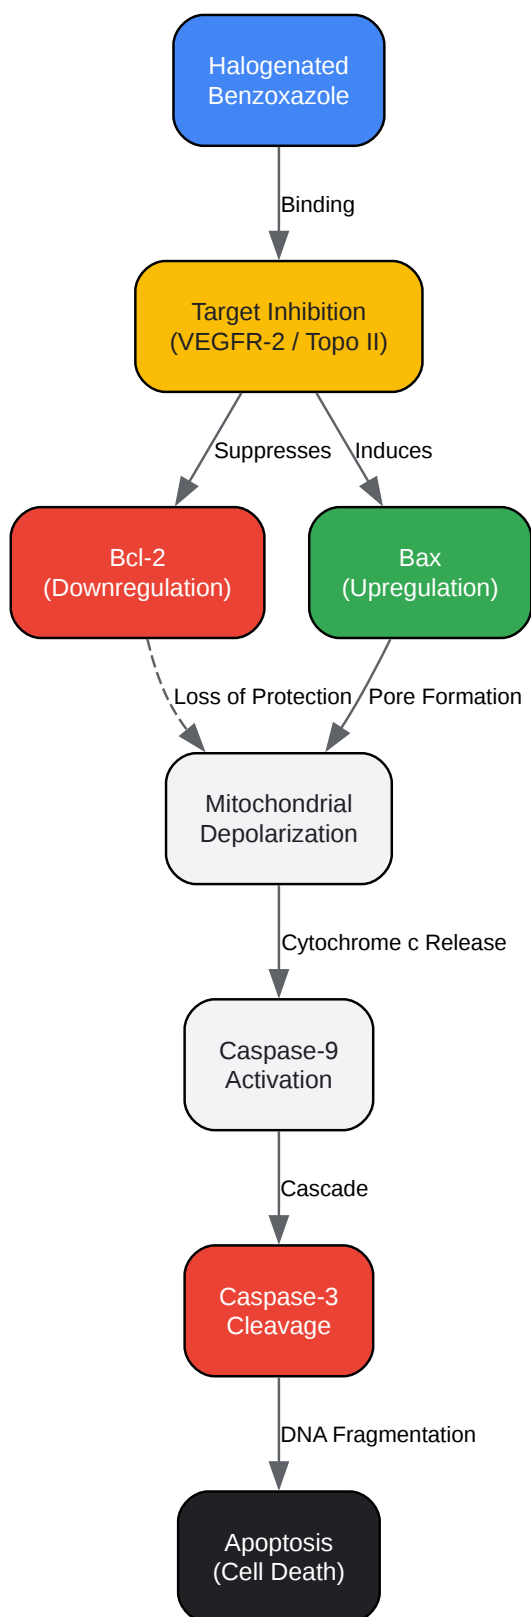 Halogenated
Benzoxazole
Binding
Target Inhibition
(VEGFR-2 / Topo II)
Suppresses
Induces
Bcl-2
(Downregulation)
Bax
(Upregulation)
Loss of Protection
Pore Formation
Mitochondrial
Depolarization
Cytochrome c Release
Caspase-9
Activation
Cascade
Caspase-3
Cleavage
DNA Fragmentation
Apoptosis
(Cell Death)